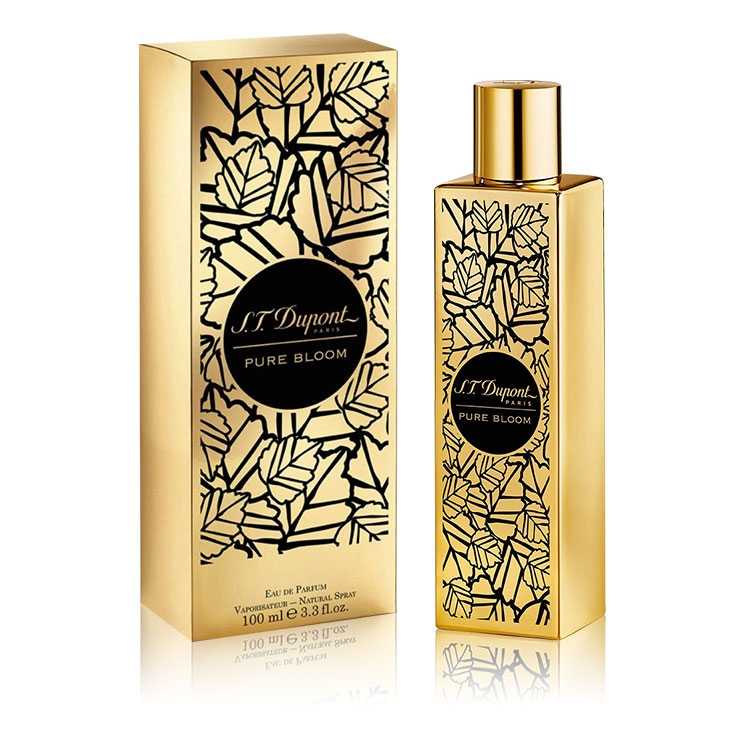 S.T. Dupont
PARIS
PURE BLOOM
EAU DE PARFUM
VAPORISATEUR – NATURAL SPRAY
100 ml ℮ 3.3 fl.oz.
S.T. Dupont
PARIS
PURE BLOOM